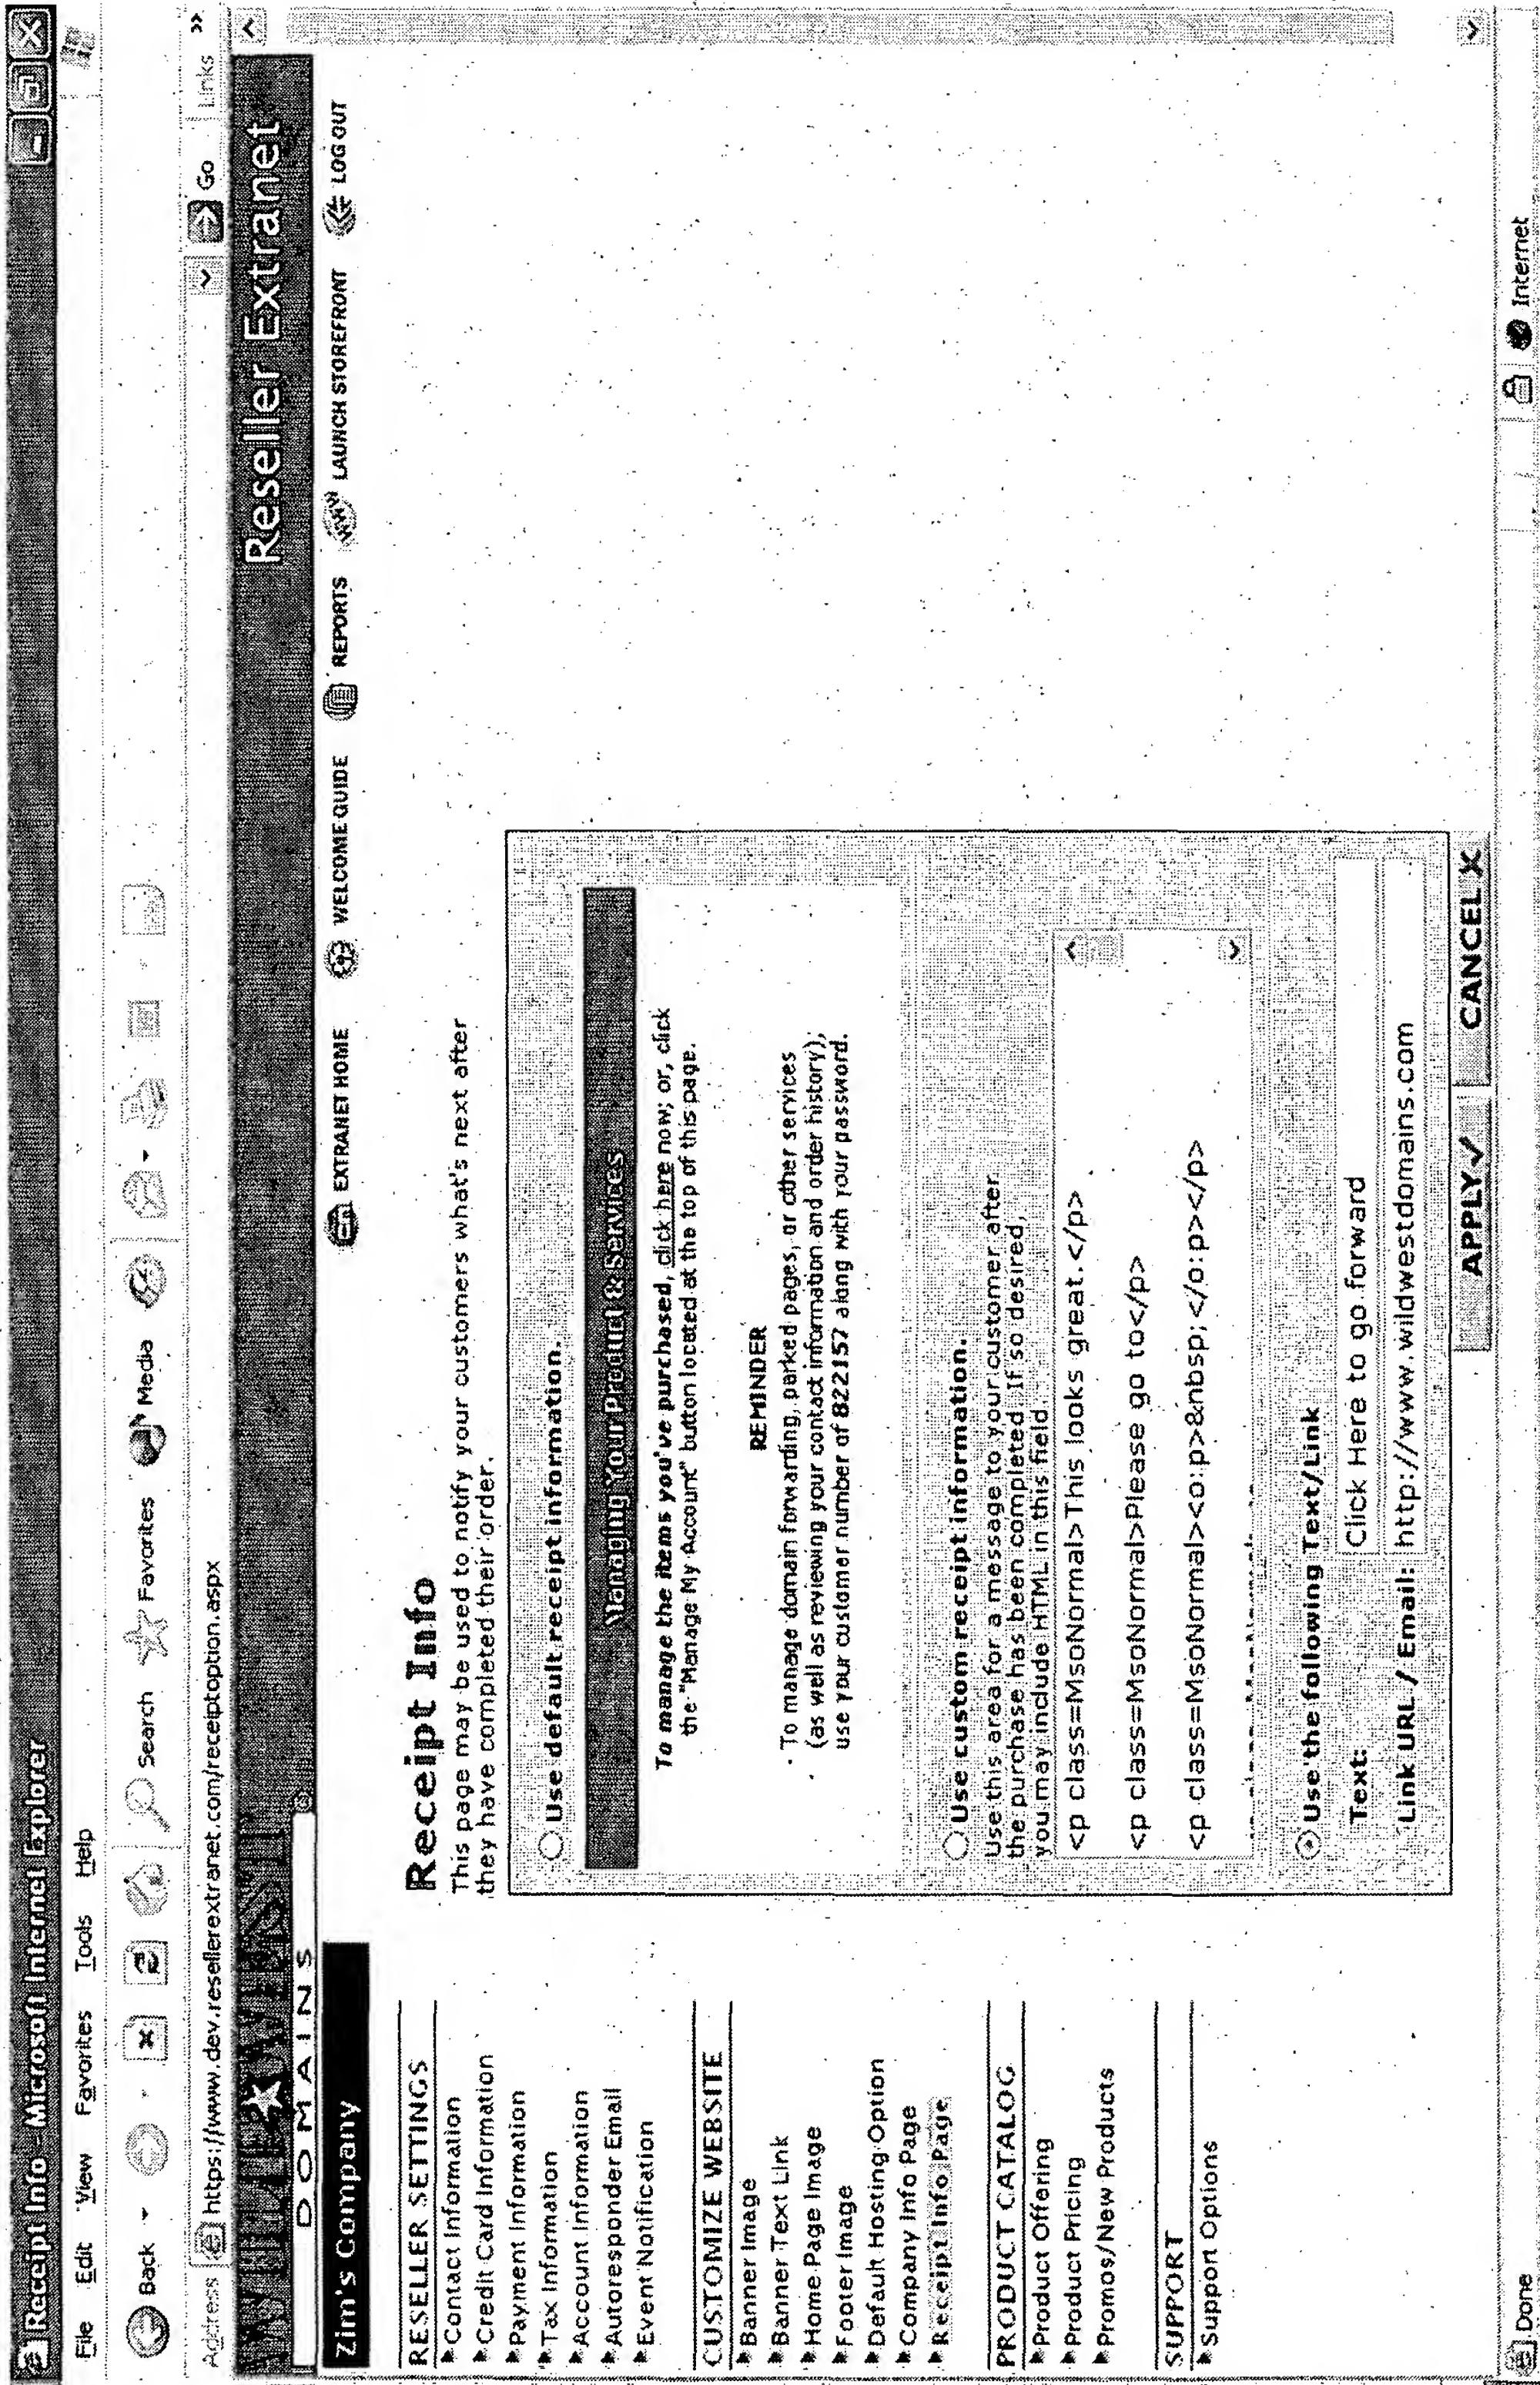 Receipt Info - Microsoft Internet Explorer
File Edit View Favorites Tools Help
Back Search Favorites Media
Address https://www.dev.resellerextranet.com/receiptoption.aspx Go Links »
WILD WEST
DOMAINS
Reseller Extranet
Zim's Company
EXTRANET HOME WELCOME GUIDE REPORTS LAUNCH STOREFRONT LOG OUT
RESELLER SETTINGS
Contact Information
Credit Card Information
Payment Information
Tax Information
Account Information
Autoresponder Email
Event Notification
CUSTOMIZE WEBSITE
Banner Image
Banner Text Link
Home Page Image
Footer Image
Default Hosting Option
Company Info Page
Receipt Info Page
PRODUCT CATALOG
Product Offering
Product Pricing
Promos/New Products
SUPPORT
Support Options
Receipt Info
This page may be used to notify your customers what's next after
they have completed their order.
Use default receipt information.
Managing Your Product & Services
To manage the items you've purchased, click here now; or, click
the "Manage My Account" button located at the top of this page.
REMINDER
· To manage domain forwarding, parked pages, or other services
(as well as reviewing your contact information and order history),
use your customer number of 822157 along with your password.
Use custom receipt information.
Use this area for a message to your customer after
the purchase has been completed. If so desired,
you may include HTML in this field.
<p class=MsoNormal>This looks great.</p>
<p class=MsoNormal>Please go to</p>
<p class=MsoNormal><o:p>&nbsp;</o:p></p>
Use the following Text/Link
Text: Click Here to go forward
Link URL / Email: http://www.wildwestdomains.com
APPLY CANCEL X
Done Internet